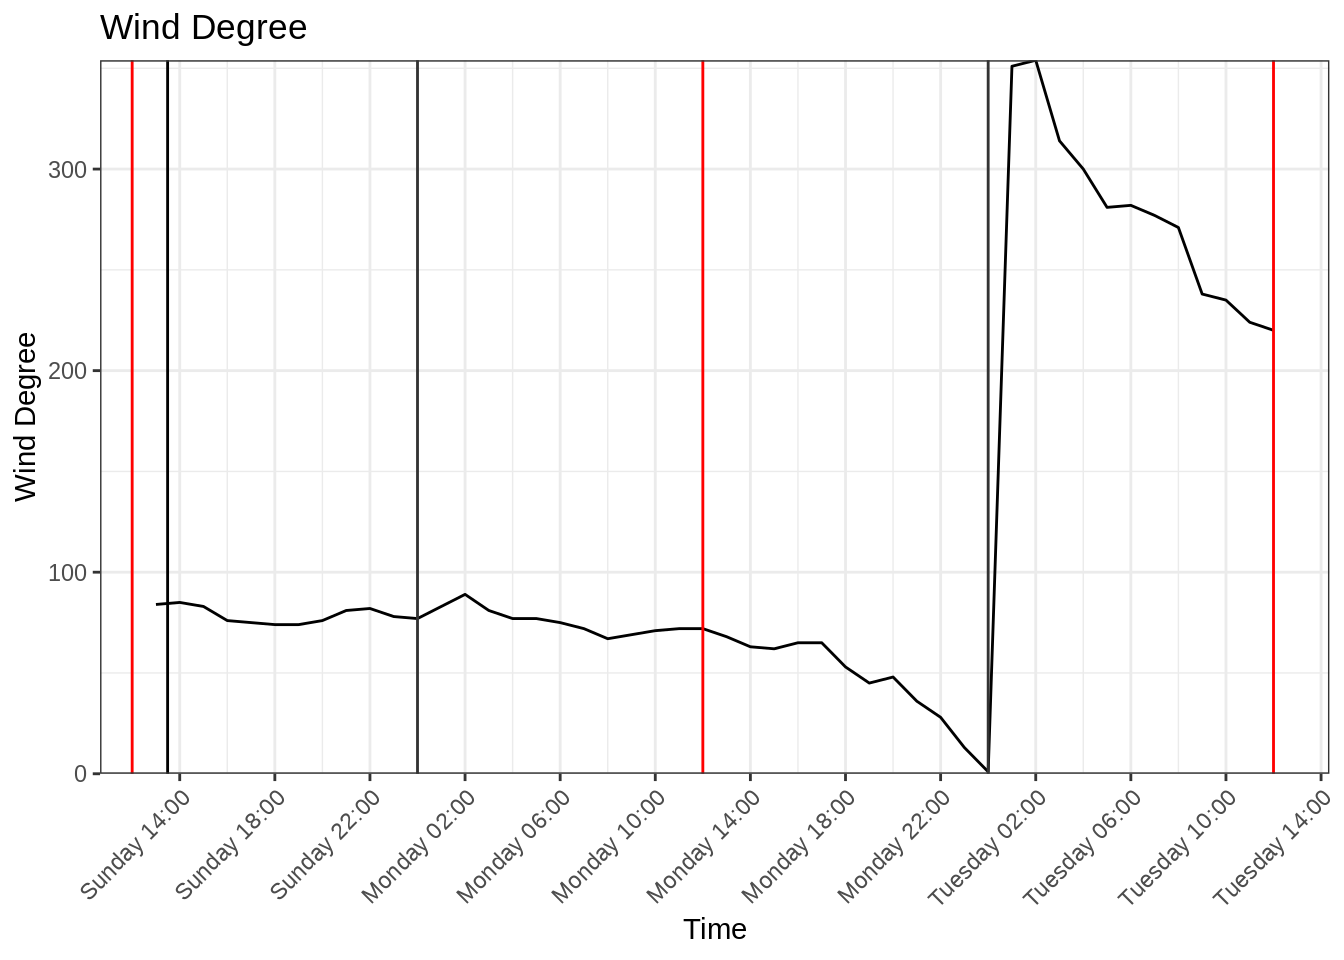 Wind Degree
Wind Degree
300
200
100
0
Sunday 14:00
Sunday 18:00
Sunday 22:00
Monday 02:00
Monday 06:00
Monday 10:00
Monday 14:00
Monday 18:00
Monday 22:00
Tuesday 02:00
Tuesday 06:00
Tuesday 10:00
Tuesday 14:00
Time